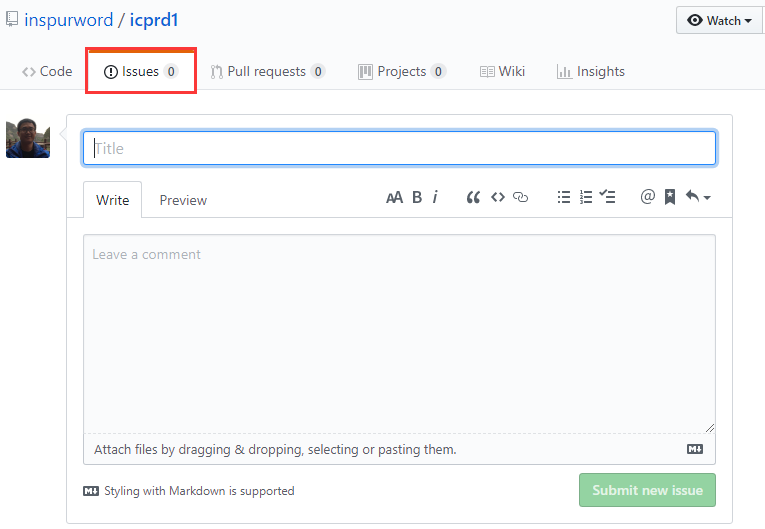 inspurword / icprd1
Watch
Code
Issues 0
Pull requests 0
Projects 0
Wiki
Insights
Title
Write
Preview
AA B i
@
Leave a comment
Attach files by dragging & dropping, selecting or pasting them.
Styling with Markdown is supported
Submit new issue